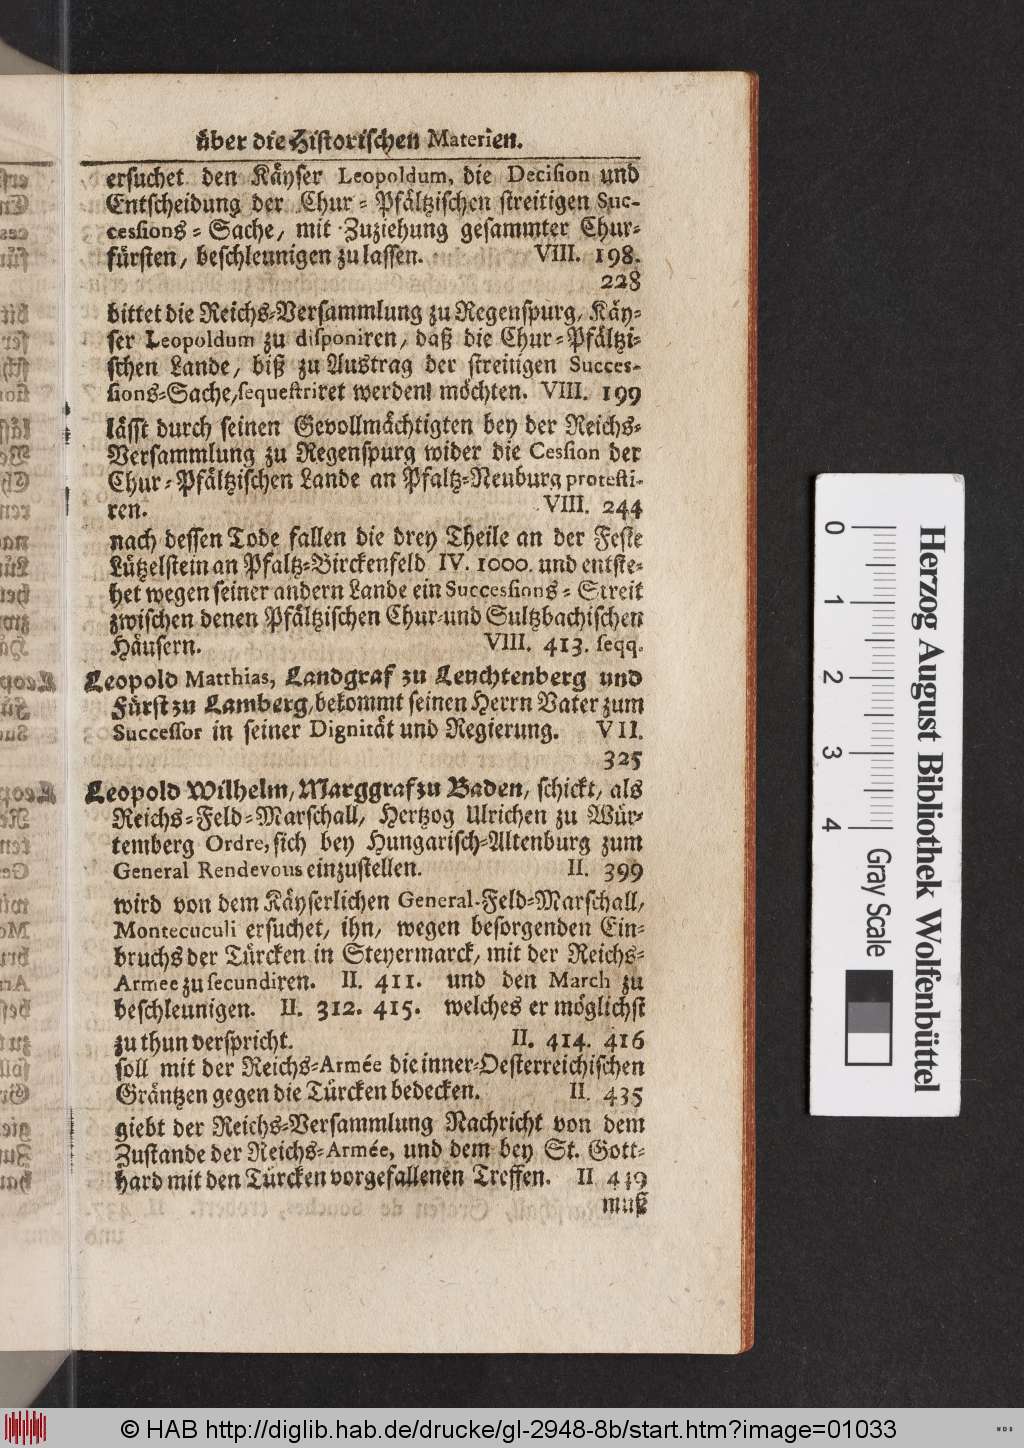 über die Historischen Materien.
ersuchet den Käyser Leopoldum, die Decision und
Entscheidung der Chur-Pfältzischen streitigen Suc-
cessions-Sache, mit Zuziehung gesammter Chur-
fürsten, beschleunigen zu lassen. VIII. 198.
228
bittet die Reichs-Versammlung zu Regenspurg, Käy-
ser Leopoldum zu disponiren, daß die Chur-Pfältzi-
schen Lande, biß zu Austrag der streitigen Succes-
sions-Sache, sequestriret werden möchten. VIII. 199
lässt durch seinen Gevollmächtigten bey der Reichs-
Versammlung zu Regenspurg wider die Cession der
Chur-Pfältzischen Lande an Pfaltz-Neuburg protesti-
ren. VIII. 244
nach dessen Tode fallen die drey Theile an der Feste
Lützelstein an Pfaltz-Birckenfeld IV. 1000. und entste-
het wegen seiner andern Lande ein Successions-Streit
zwischen denen Pfältzischen Chur-und Sultzbachischen
Häusern. VIII. 413. seqq.
Leopold Matthias, Landgraf zu Leuchtenberg und
Fürst zu Lamberg, bekommt seinen Herrn Vater zum
Successor in seiner Dignität und Regierung. VII.
325
Leopold Wilhelm, Marggraf zu Baden, schickt, als
Reichs-Feld-Marschall, Hertzog Ulrichen zu Wür-
temberg Ordre, sich bey Hungarisch-Altenburg zum
General Rendevous einzustellen. II. 399
wird von dem Käyserlichen General-Feld-Marschall,
Montecuculi ersuchet, ihn, wegen besorgenden Ein-
bruchs der Türcken in Steyermarck, mit der Reichs-
Armee zu secundiren. II. 411. und den March zu
beschleunigen. II. 312. 415. welches er möglichst
zu thun verspricht. II. 414. 416
soll mit der Reichs-Armée die inner-Oesterreichischen
Gräntzen gegen die Türcken bedecken. II. 435
giebt der Reichs-Versammlung Nachricht von dem
Zustande der Reichs-Armée, und dem bey St. Gott-
hard mit den Türcken vorgefallenen Treffen. II 449
muß
0 1 2 3 4
Gray Scale
Herzog August Bibliothek Wolfenbüttel
© HAB http://diglib.hab.de/drucke/gl-2948-8b/start.htm?image=01033